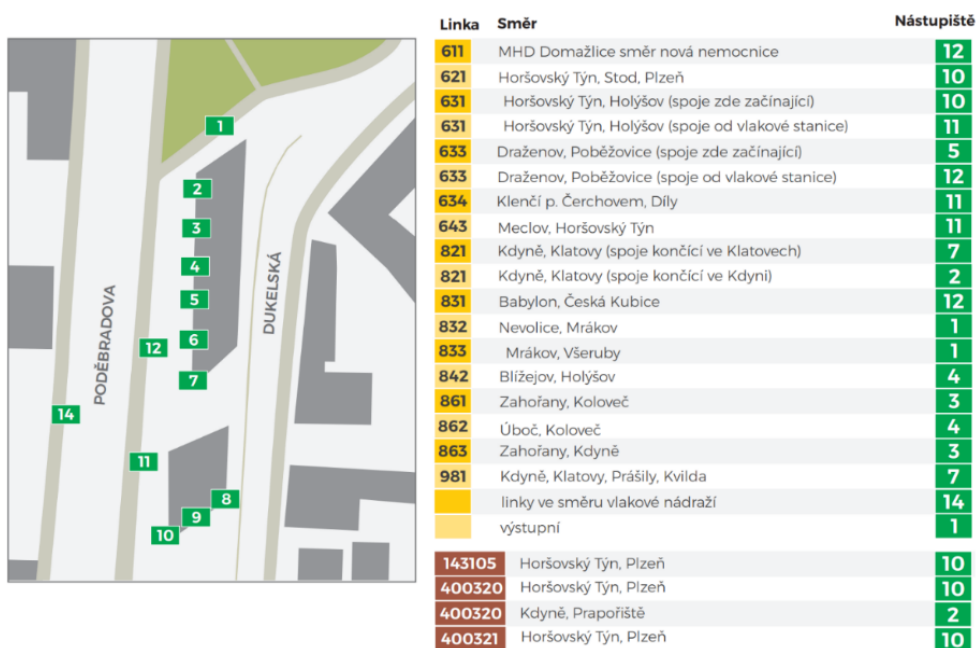 Linka Směr Nástupiště
611 MHD Domažlice směr nová nemocnice 12
621 Horšovský Týn, Stod, Plzeň 10
631 Horšovský Týn, Holýšov (spoje zde začínající) 10
631 Horšovský Týn, Holýšov (spoje od vlakové stanice) 11
633 Draženov, Poběžovice (spoje zde začínající) 5
633 Draženov, Poběžovice (spoje od vlakové stanice) 12
634 Klenčí p. Čerchovem, Díly 11
643 Meclov, Horšovský Týn 11
821 Kdyně, Klatovy (spoje končící ve Klatovech) 7
821 Kdyně, Klatovy (spoje končící ve Kdyni) 2
831 Babylon, Česká Kubice 12
832 Nevolice, Mrákov 1
833 Mrákov, Všeruby 1
842 Blížejov, Holýšov 4
861 Zahořany, Koloveč 3
862 Úboč, Koloveč 4
863 Zahořany, Kdyně 3
981 Kdyně, Klatovy, Prášily, Kvilda 7
linky ve směru vlakové nádraží 14
výstupní 1
143105 Horšovský Týn, Plzeň 10
400320 Horšovský Týn, Plzeň 10
400320 Kdyně, Prapořiště 2
400321 Horšovský Týn, Plzeň 10
1
2
3
4
5
6
12
7
14
11
8
9
10
PODĚBRADOVA
DUKELSKÁ